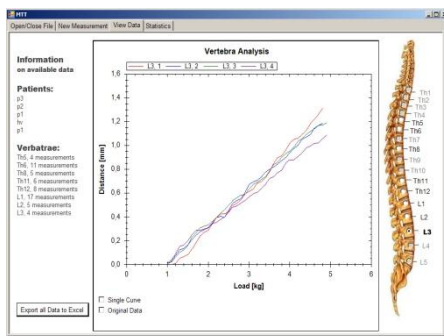 MTT
Open/Close File New Measurement View Data Statistics
Information
on available data
Patients:
p3
p2
p1
hv
p1
Verbatrae:
Th5, 4 measurements
Th6, 11 measurements
Th8, 5 measurements
Th11, 6 measurements
Th12, 8 measurements
L1, 17 measurements
L2, 5 measurements
L3, 4 measurements
Export all Data to Excel
Vertebra Analysis
L3, 1 L3, 2 L3, 3 L3, 4
Distance [mm]
1,6
1,4
1,2
1,0
0,8
0,6
0,4
0,2
0,0
0 1 2 3 4 5 6
Load [kg]
Single Curve
Original Data
Th1
Th2
Th3
Th4
Th5
Th6
Th7
Th8
Th9
Th10
Th11
Th12
L1
L2
L3
L4
L5